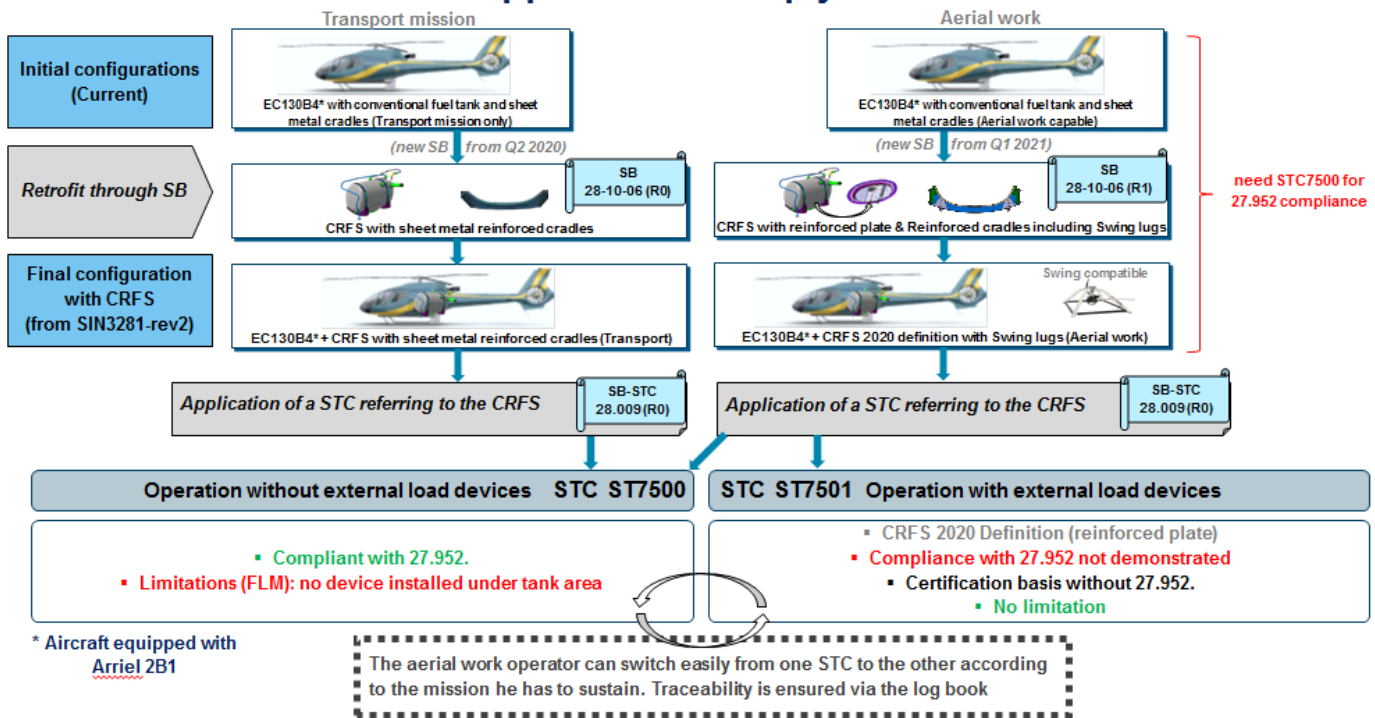 Transport mission
Aerial work
Initial configurations
(Current)
EC130B4* with conventional fuel tank and sheet
metal cradles (Transport mission only)
EC130B4* with conventional fuel tank and sheet
metal cradles (Aerial work capable)
(new SB from Q2 2020)
(new SB from Q1 2021)
Retrofit through SB
SB
28-10-06 (R0)
CRFS with sheet metal reinforced cradles
SB
28-10-06 (R1)
CRFS with reinforced plate & Reinforced cradles including Swing lugs
need STC7500 for
27.952 compliance
Final configuration
with CRFS
(from SIN3281-rev2)
EC130B4* + CRFS with sheet metal reinforced cradles (Transport)
Swing compatible
EC130B4* + CRFS 2020 definition with Swing lugs (Aerial work)
Application of a STC referring to the CRFS
SB-STC
28.009 (R0)
Application of a STC referring to the CRFS
SB-STC
28.009 (R0)
Operation without external load devices STC ST7500
STC ST7501 Operation with external load devices
▪ Compliant with 27.952.
▪ Limitations (FLM): no device installed under tank area
▪ CRFS 2020 Definition (reinforced plate)
▪ Compliance with 27.952 not demonstrated
▪ Certification basis without 27.952.
▪ No limitation
* Aircraft equipped with
Arriel 2B1
The aerial work operator can switch easily from one STC to the other according
to the mission he has to sustain. Traceability is ensured via the log book